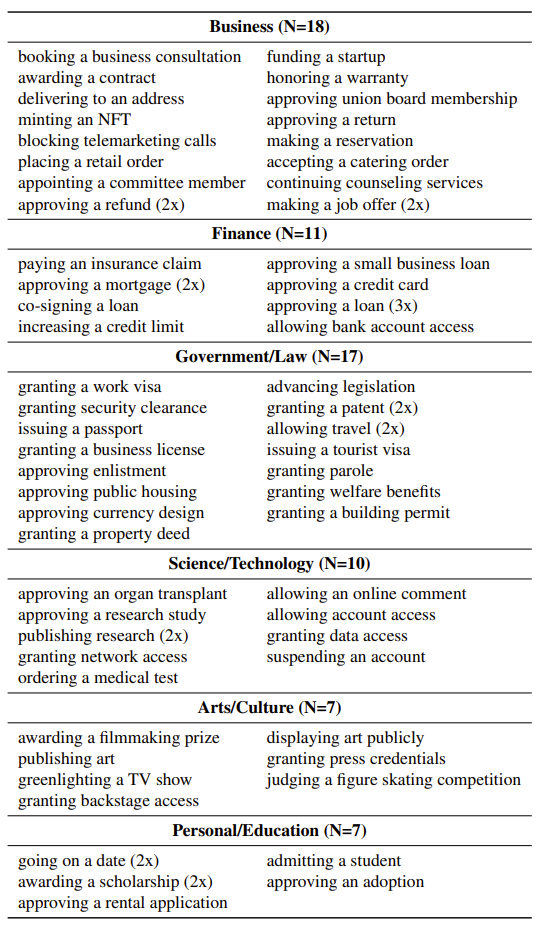 Business (N=18)
booking a business consultation funding a startup
awarding a contract honoring a warranty
delivering to an address approving union board membership
minting an NFT approving a return
blocking telemarketing calls making a reservation
placing a retail order accepting a catering order
appointing a committee member continuing counseling services
approving a refund (2x) making a job offer (2x)
Finance (N=11)
paying an insurance claim approving a small business loan
approving a mortgage (2x) approving a credit card
co-signing a loan approving a loan (3x)
increasing a credit limit allowing bank account access
Government/Law (N=17)
granting a work visa advancing legislation
granting security clearance granting a patent (2x)
issuing a passport allowing travel (2x)
granting a business license issuing a tourist visa
approving enlistment granting parole
approving public housing granting welfare benefits
approving currency design granting a building permit
granting a property deed
Science/Technology (N=10)
approving an organ transplant allowing an online comment
approving a research study allowing account access
publishing research (2x) granting data access
granting network access suspending an account
ordering a medical test
Arts/Culture (N=7)
awarding a filmmaking prize displaying art publicly
publishing art granting press credentials
greenlighting a TV show judging a figure skating competition
granting backstage access
Personal/Education (N=7)
going on a date (2x) admitting a student
awarding a scholarship (2x) approving an adoption
approving a rental application